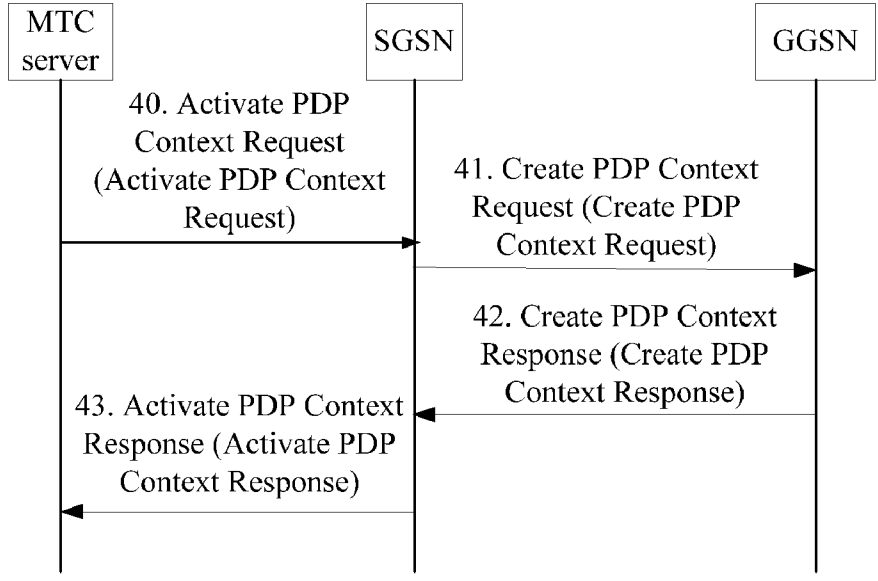 MTC
server
SGSN
GGSN
40. Activate PDP
Context Request
(Activate PDP Context
Request)
41. Create PDP Context
Request (Create PDP
Context Request)
42. Create PDP Context
Response (Create PDP
Context Response)
43. Activate PDP Context
Response (Activate PDP
Context Response)